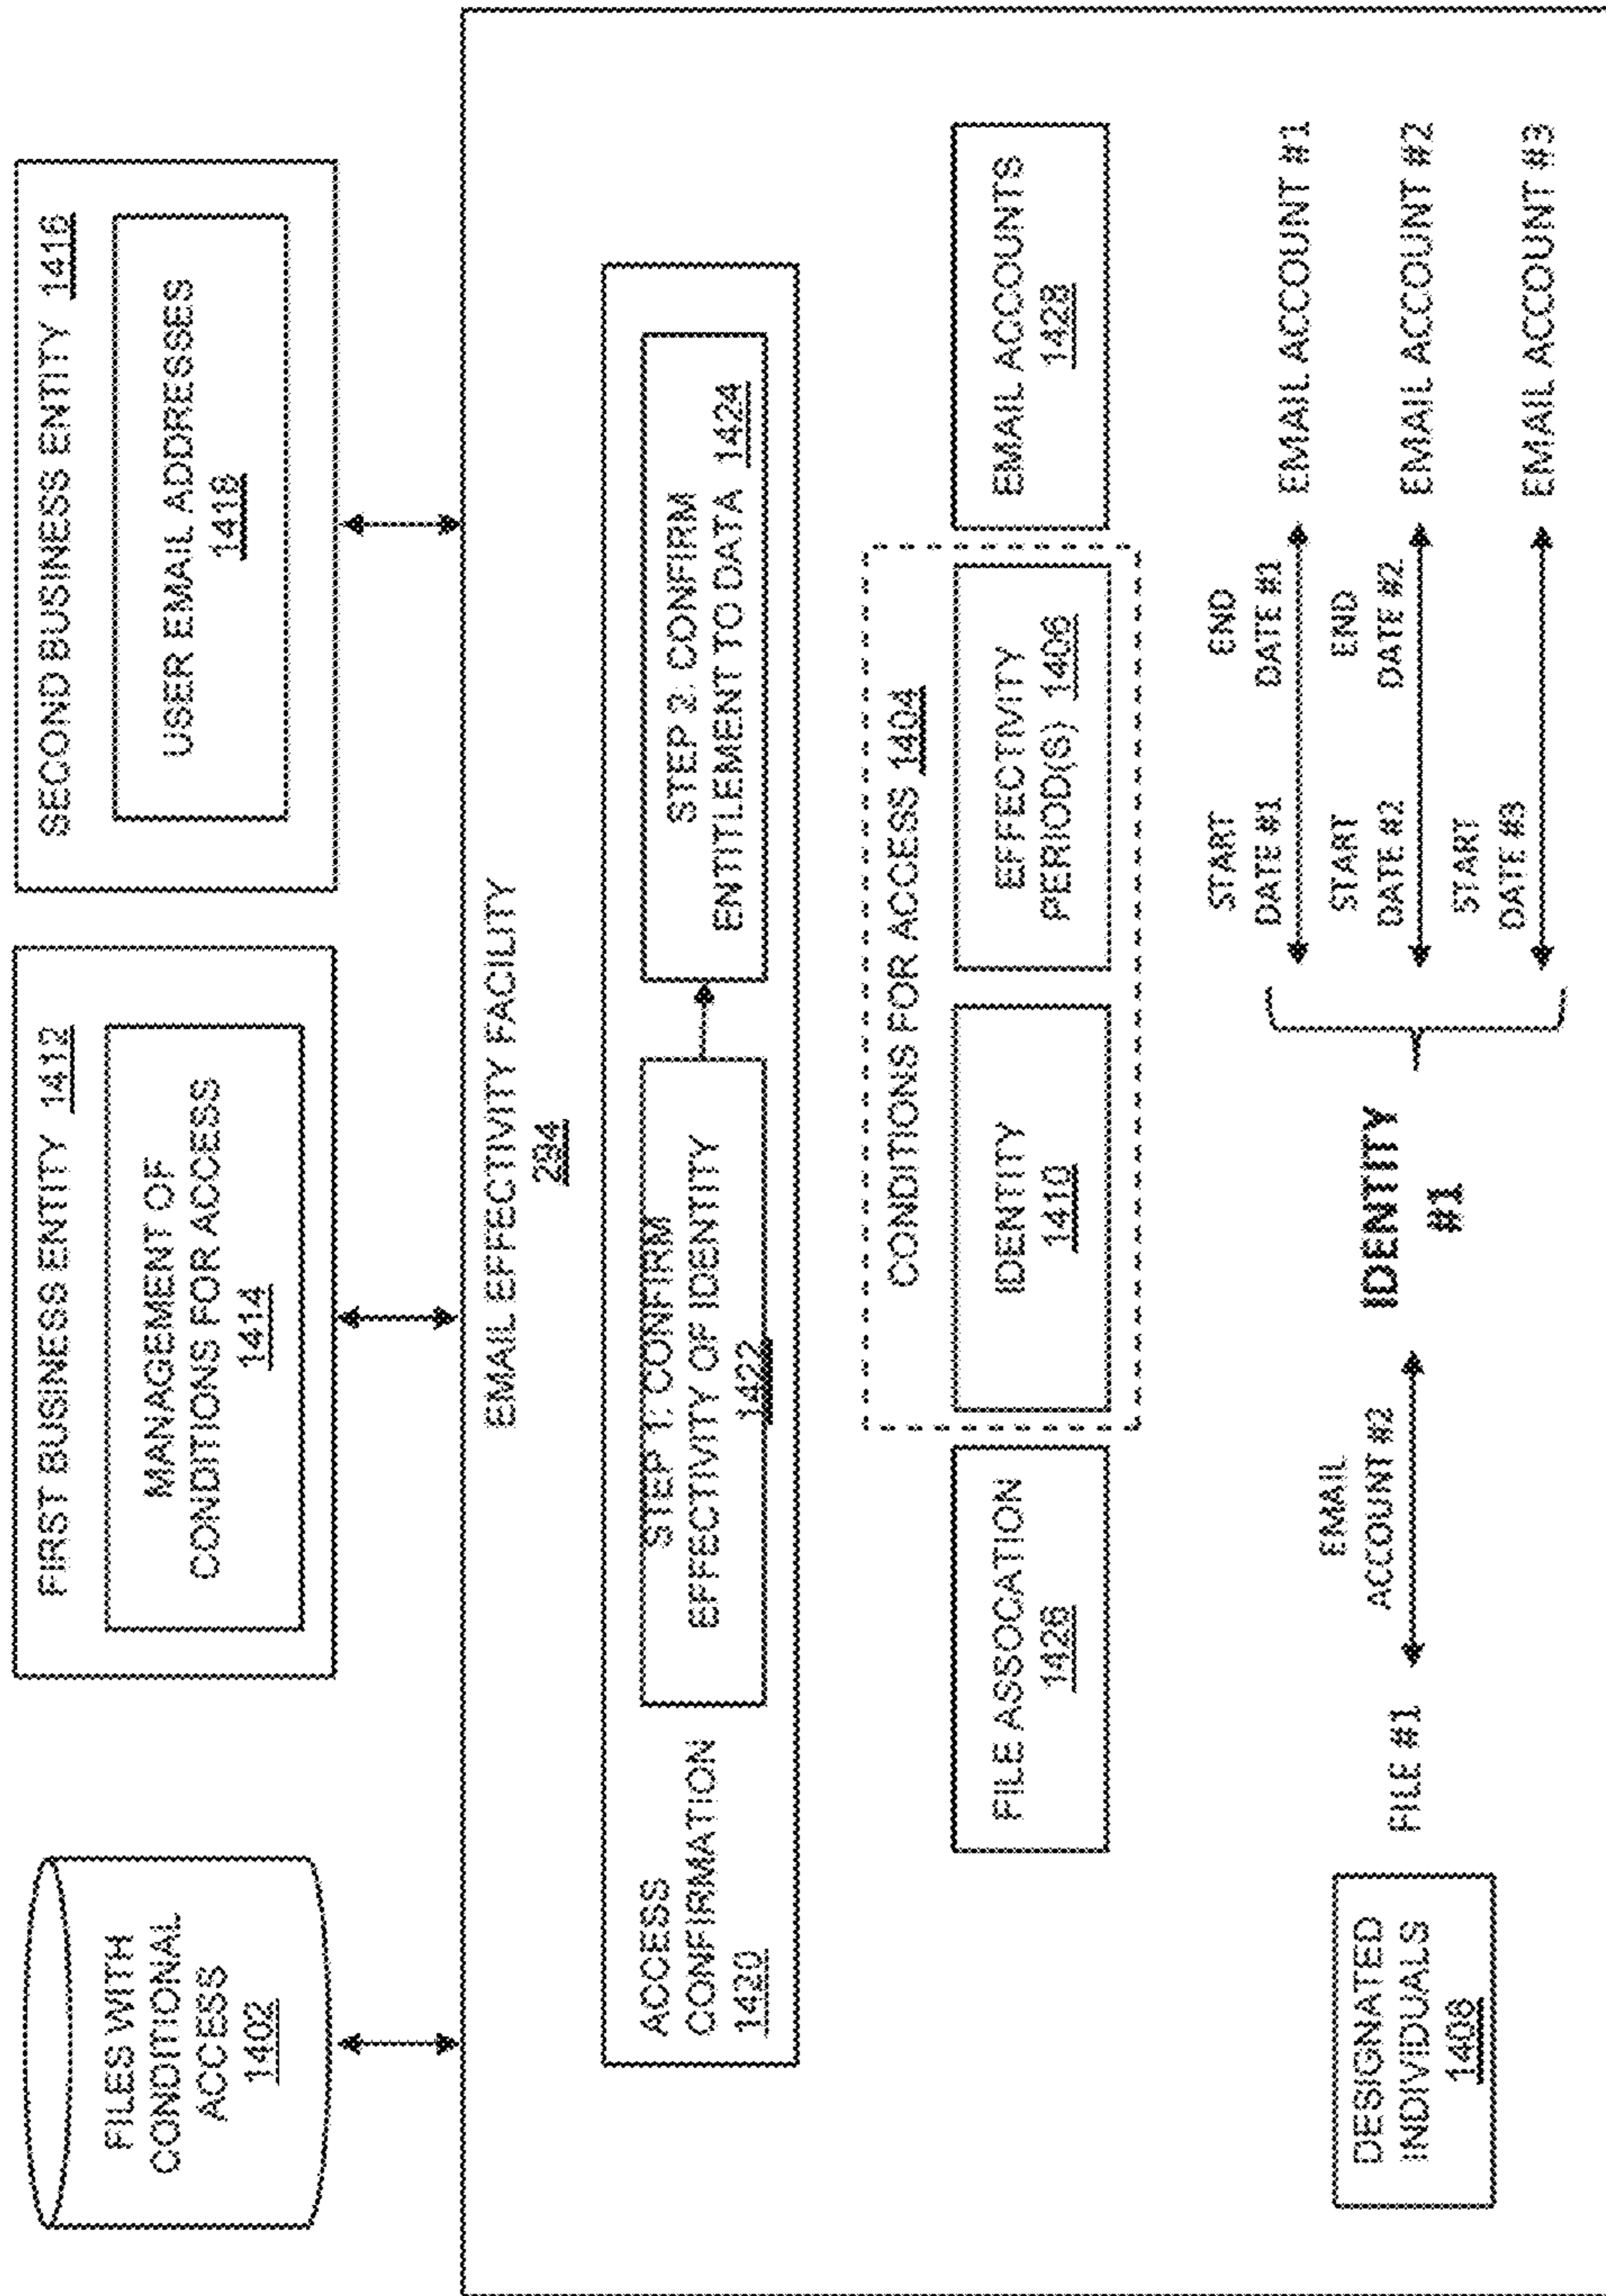 FILES WITH
CONDITIONAL
ACCESS
1402
FIRST BUSINESS ENTITY 1412
MANAGEMENT OF
CONDITIONS FOR ACCESS
1414
SECOND BUSINESS ENTITY 1416
USER EMAIL ADDRESSES
1418
EMAIL EFFECTIVITY FACILITY
294
ACCESS
CONFIRMATION
1420
STEP 1: CONFIRM
EFFECTIVITY OF IDENTITY
1422
STEP 2: CONFIRM
ENTITLEMENT TO DATA 1424
CONDITIONS FOR ACCESS 1404
FILE ASSOCATION
1426
IDENTITY
1410
EFFECTIVITY
PERIOD(S) 1406
EMAIL ACCOUNTS
1428
DESIGNATED
INDIVIDUALS
1408
FILE #1
EMAIL
ACCOUNT #2
IDENTITY
#1
START
DATE #1
END
DATE #1
EMAIL ACCOUNT #1
START
DATE #2
END
DATE #2
EMAIL ACCOUNT #2
START
DATE #3
EMAIL ACCOUNT #3